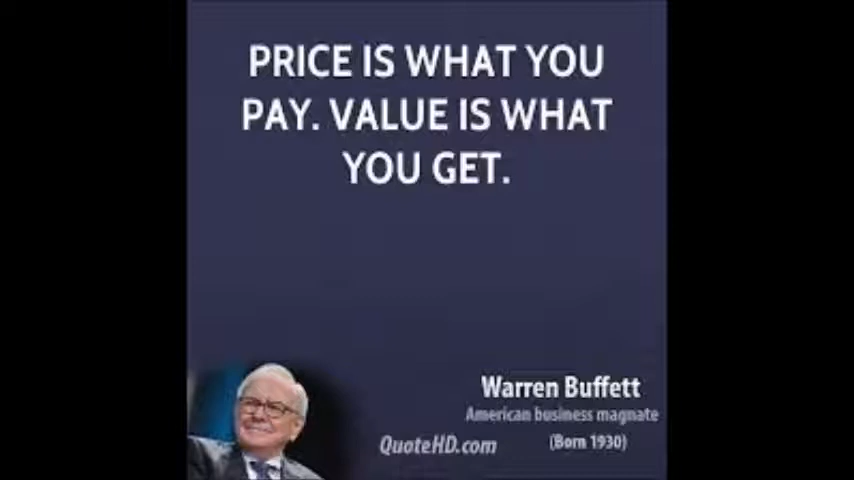 PRICE IS WHAT YOU
PAY. VALUE IS WHAT
YOU GET.
Warren Buffett
American business magnate
(Born 1930)
QuoteHD.com